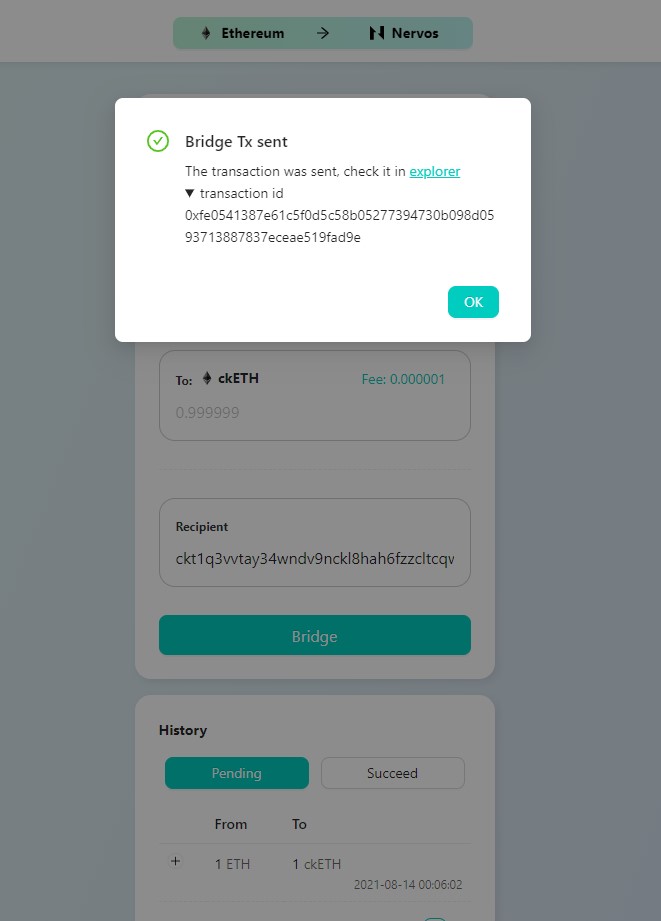 Ethereum → Nervos
Bridge Tx sent
The transaction was sent, check it in explorer
▼ transaction id
0xfe0541387e61c5f0d5c58b05277394730b098d05
93713887837eceae519fad9e
OK
To: ckETH Fee: 0.000001
0.999999
Recipient
ckt1q3vvtay34wndv9nckl8hah6fzzcltcqv
Bridge
History
Pending Succeed
From To
+ 1 ETH 1 ckETH
2021-08-14 00:06:02